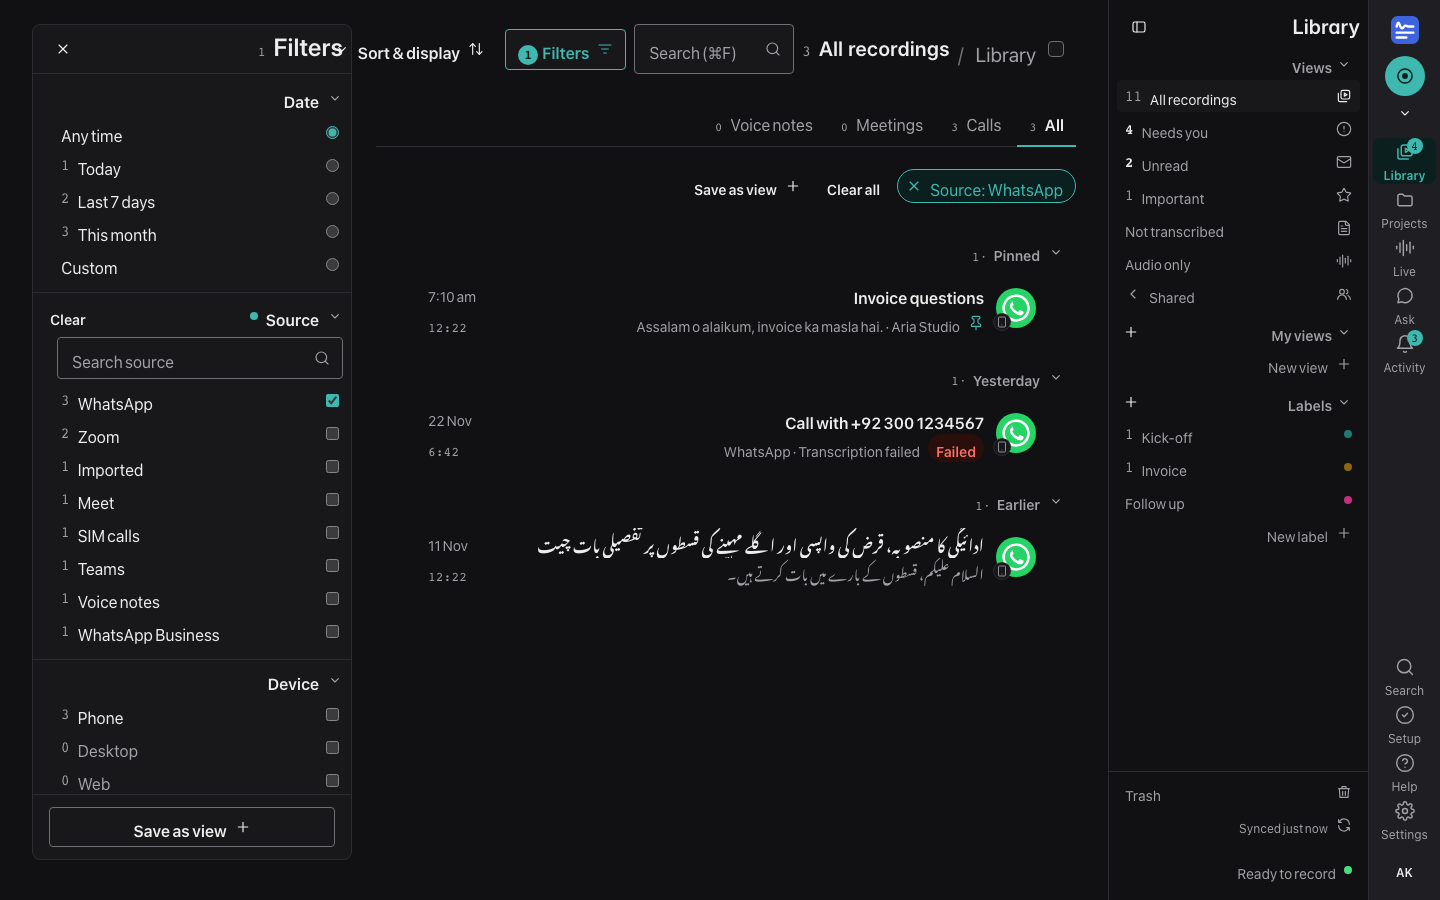 Library
Views
All recordings 11
Needs you 4
Unread 2
Important 1
Not transcribed
Audio only
Shared
My views
New view
Labels
Kick-off 1
Invoice 1
Follow up
New label
Trash
Synced just now
Ready to record
4
Library
Projects
Live
Ask
3
Activity
Search
Setup
Help
Settings
AK
Library / All recordings 3
Search (⌘F)
Filters 1
Sort & display
All 3
Calls 3
Meetings 0
Voice notes 0
Source: WhatsApp
Clear all
Save as view
Pinned · 1
Invoice questions
7:10 am
Assalam o alaikum, invoice ka masla hai. · Aria Studio
12:22
Yesterday · 1
Call with +92 300 1234567
22 Nov
Failed
WhatsApp · Transcription failed
6:42
Earlier · 1
ادائیگی کا منصوبہ، قرض کی واپسی اور اگلے مہینے کی قسطوں پر تفصیلی بات چیت
11 Nov
السلام علیکم، قسطوں کے بارے میں بات کرتے ہیں۔
12:22
Filters 1
Date
Any time
Today 1
Last 7 days 2
This month 3
Custom
Source
Clear
Search source
WhatsApp 3
Zoom 2
Imported 1
Meet 1
SIM calls 1
Teams 1
Voice notes 1
WhatsApp Business 1
Device
Phone 3
Desktop 0
Web 0
Save as view